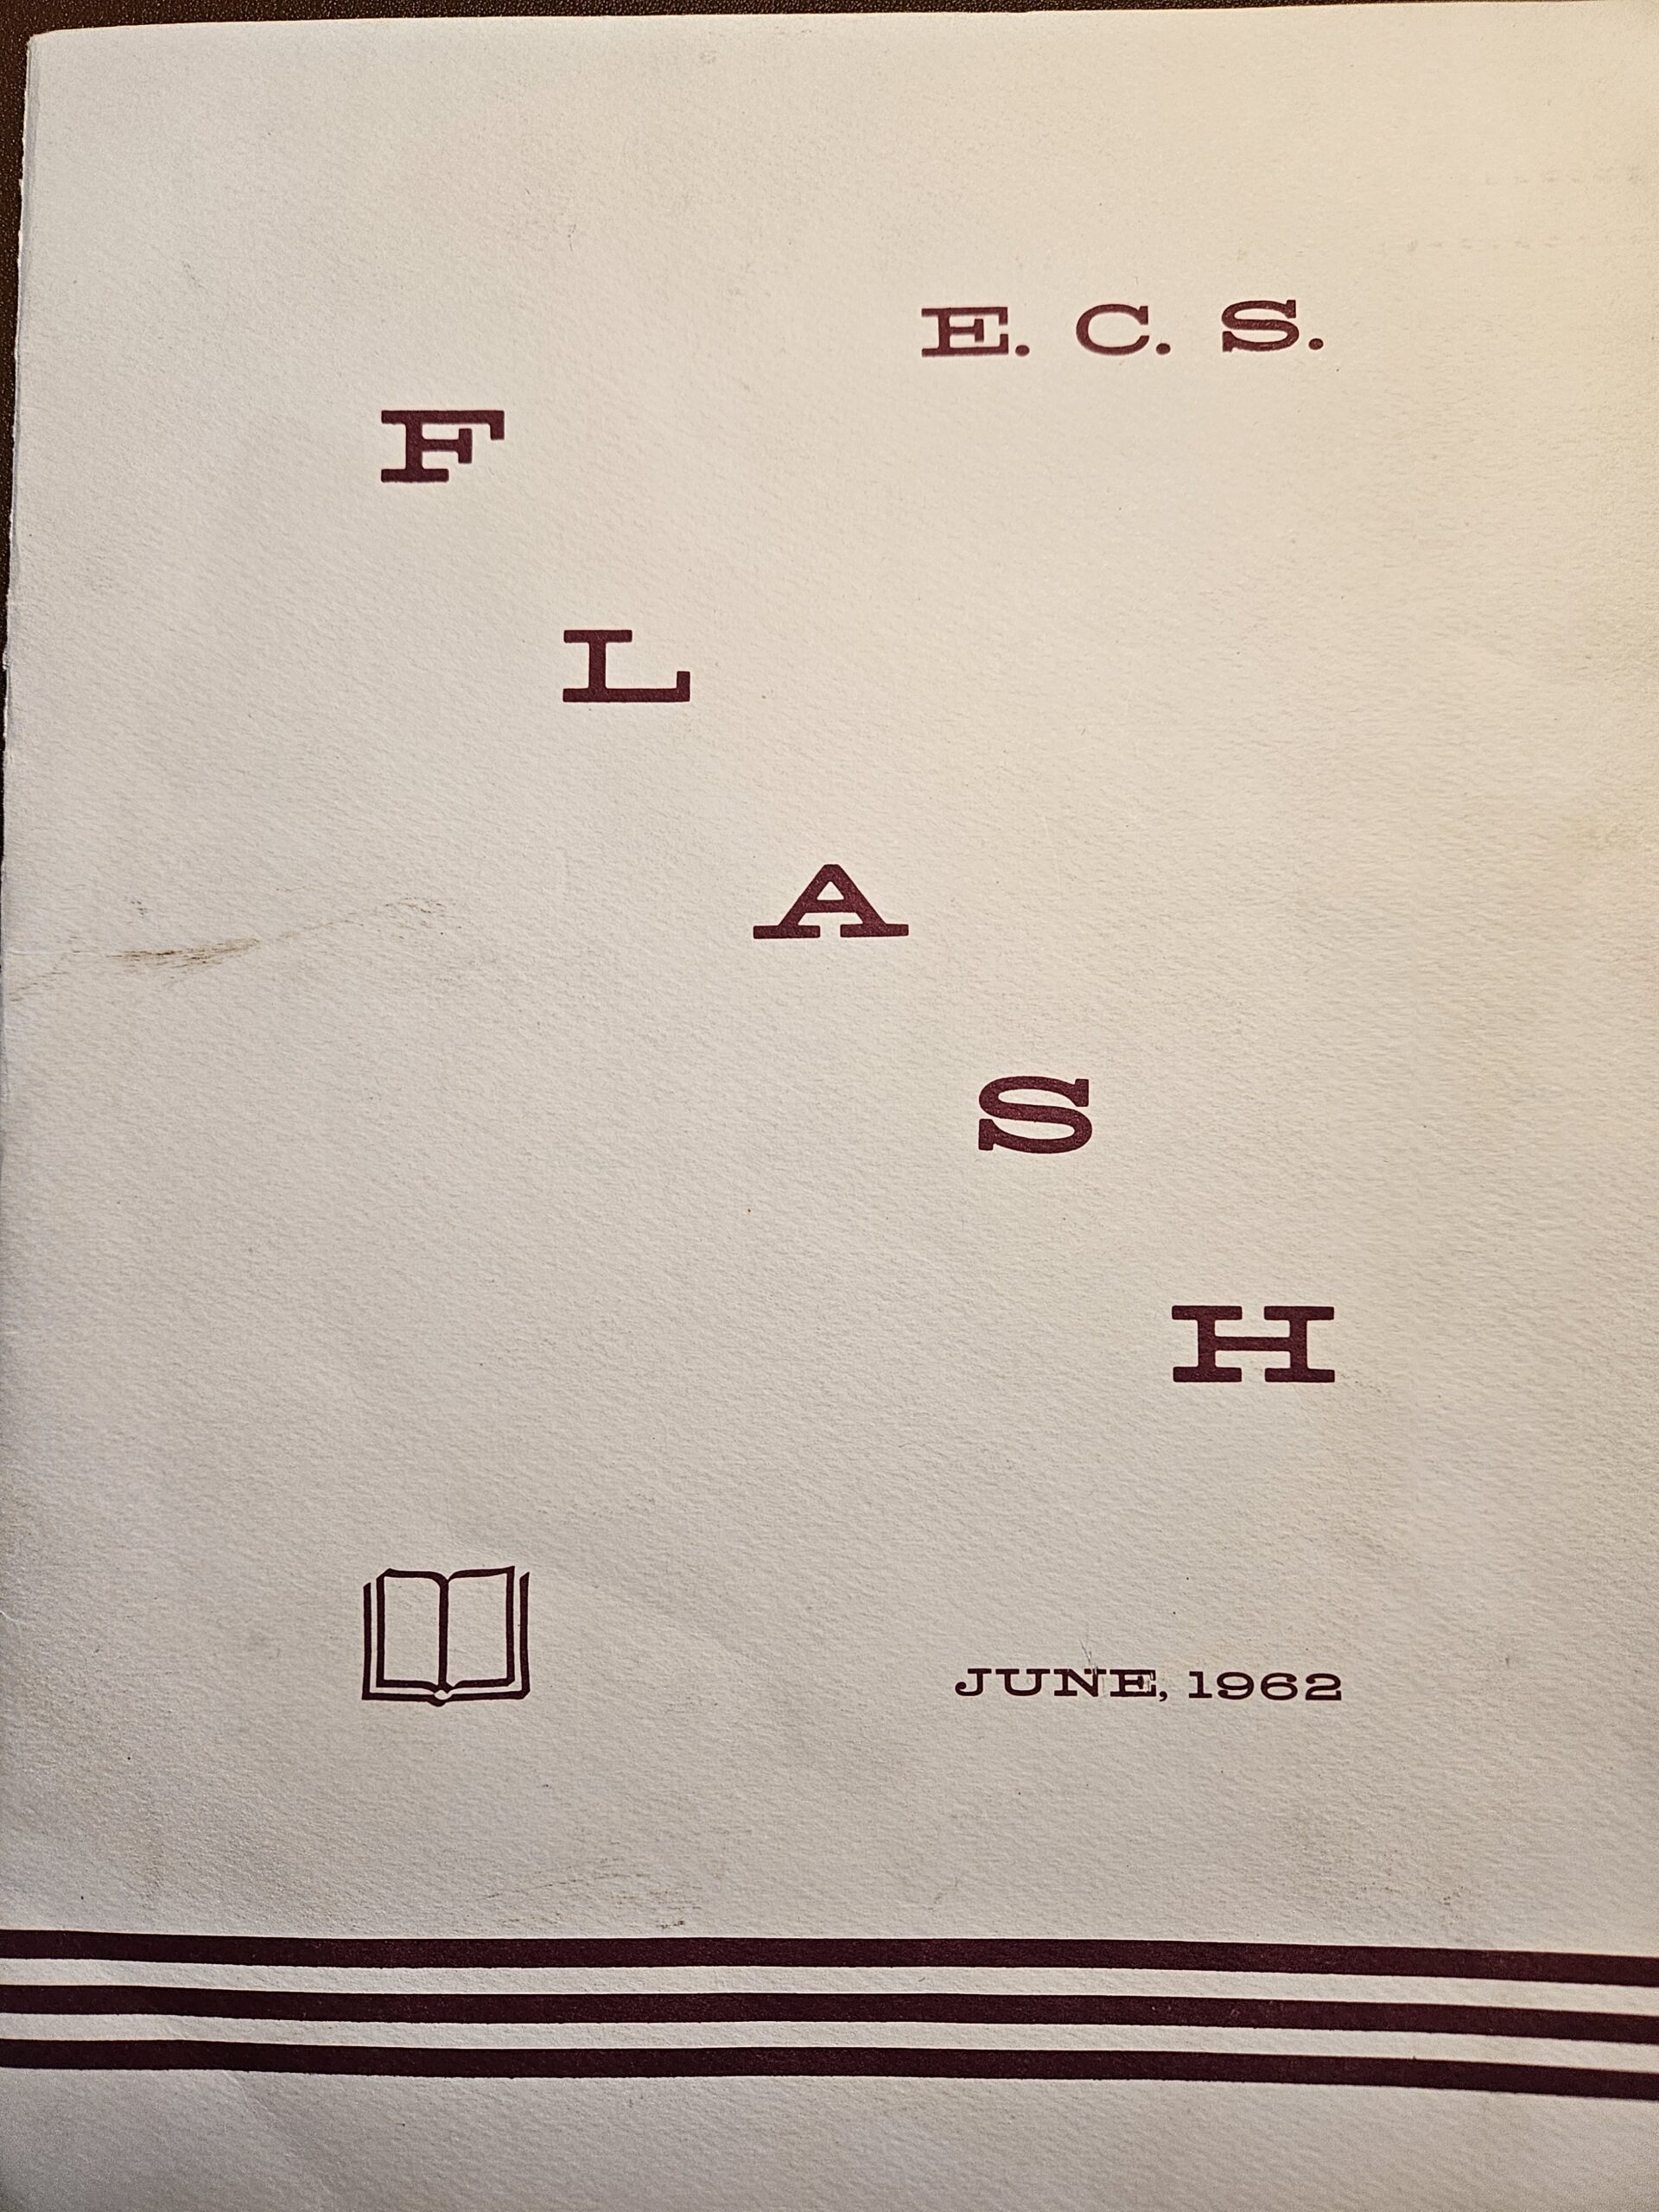 E. C. S.
F
L
A
S
H
JUNE, 1962